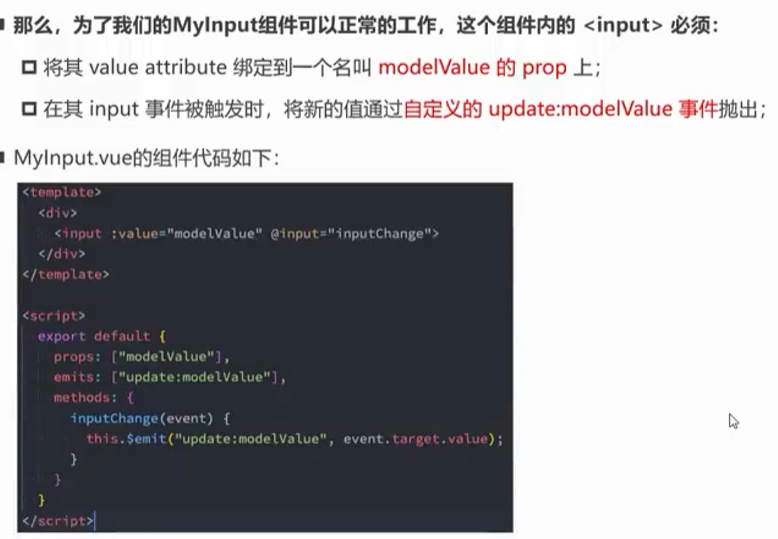 那么，为了我们的MyInput组件可以正常的工作，这个组件内的 <input> 必须：
将其 value attribute 绑定到一个名叫 modelValue 的 prop 上；
在其 input 事件被触发时，将新的值通过自定义的 update:modelValue 事件抛出；
MyInput.vue的组件代码如下：
<template>
  <div>
    <input :value="modelValue" @input="inputChange">
  </div>
</template>

<script>
  export default {
    props: ["modelValue"],
    emits: ["update:modelValue"],
    methods: {
      inputChange(event) {
        this.$emit("update:modelValue", event.target.value);
      }
    }
  }
</script>